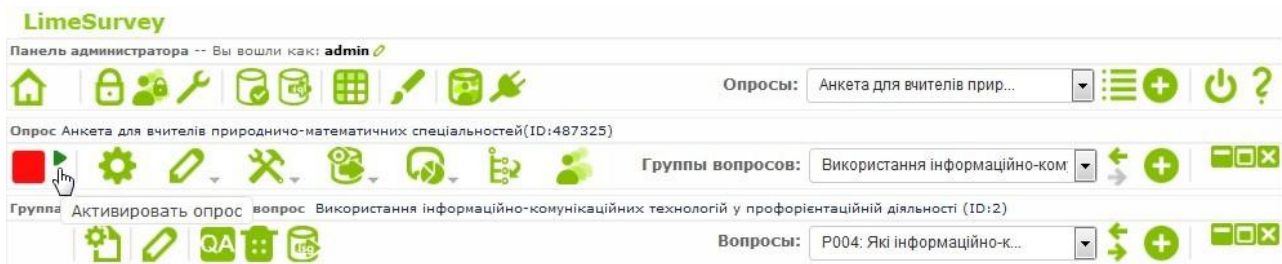 LimeSurvey
Панель администратора -- Вы вошли как: admin
Опросы: Анкета для вчителів прир...
Опрос Анкета для вчителів природничо-математичних спеціальностей(ID:487325)
Группы вопросов: Використання інформаційно-ком
Группа Активировать опрос вопрос Використання інформаційно-комунікаційних технологій у профорієнтаційній діяльності (ID:2)
QA Вопросы: P004: Які інформаційно-к...